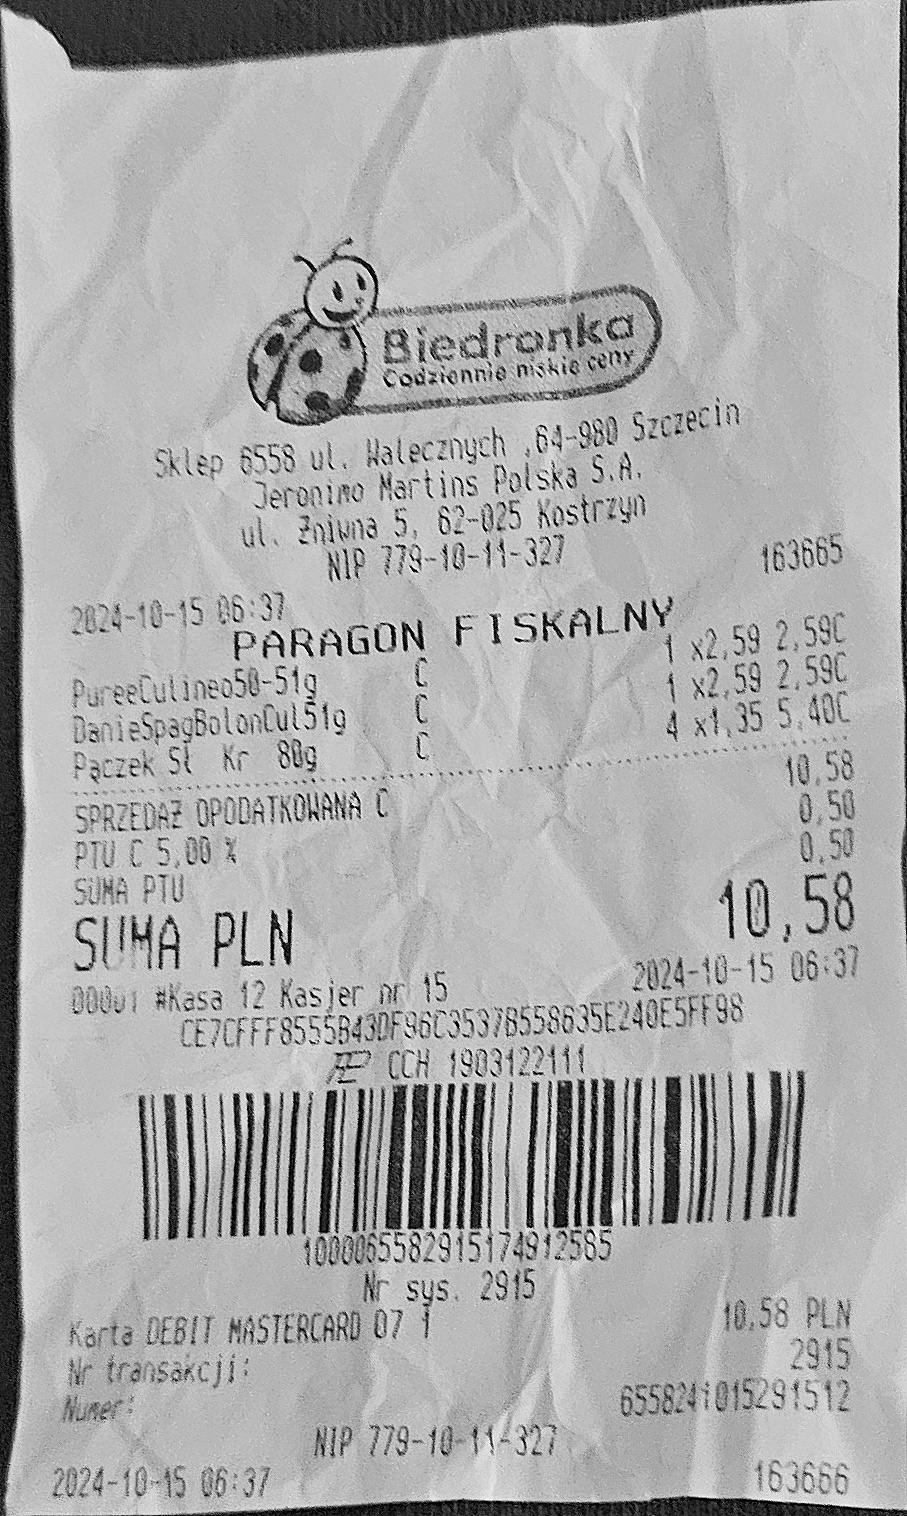 Biedronka
Codziennie niskie ceny
Sklep 6558 ul. Walecznych ,64-980 Szczecin
Jeronimo Martins Polska S.A.
ul. Żniwna 5, 62-025 Kostrzyn
NIP 779-10-11-327
2024-10-15 06:37 163665
PARAGON FISKALNY
PureeCulineo50-51g C 1 x2,59 2,59C
DanieSpagBolonCul51g C 1 x2,59 2,59C
Pączek Sł Kr 80g C 4 x1,35 5,40C
SPRZEDAŻ OPODATKOWANA C 10,58
PTU C 5,00 % 0,50
SUMA PTU 0,50
SUMA PLN 10,58
00001 #Kasa 12 Kasjer nr 15 2024-10-15 06:37
CE7CFFF8555B43DF96C3537B558635E240E5FF98
CCH 1903122111
1000065582915174912585
Nr sys. 2915
Karta DEBIT MASTERCARD 07 1 10,58 PLN
Nr transakcji: 2915
Numer: 6558241015291512
NIP 779-10-11-327
2024-10-15 06:37 163666